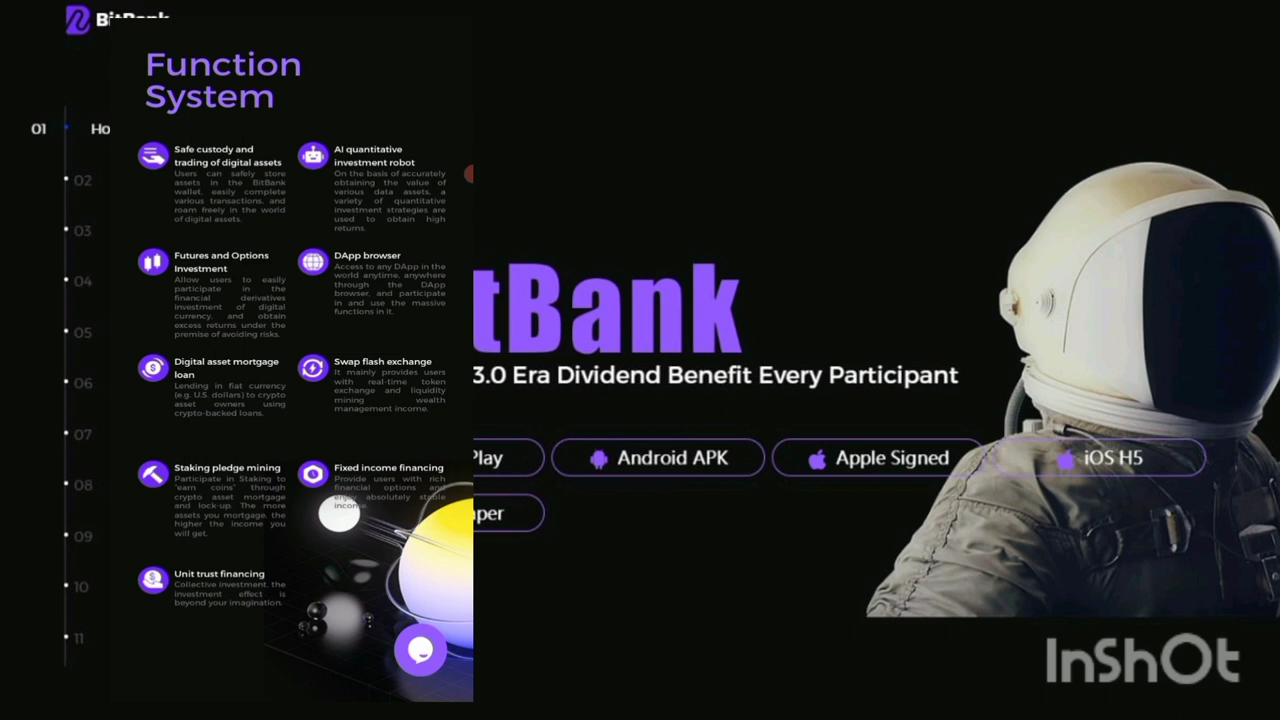 BitBank
Function
System
01 Ho
02
03
04
05
06
07
08
09
10
11
Safe custody and
trading of digital assets
Users can safely store
assets in the BitBank
wallet, easily complete
various transactions, and
roam freely in the world
of digital assets.
AI quantitative
investment robot
On the basis of accurately
obtaining the value of
various data assets, a
variety of quantitative
investment strategies are
used to obtain high
returns.
Futures and Options
Investment
Allow users to easily
participate in the
financial derivatives
investment of digital
currency, and obtain
excess returns under the
premise of avoiding risks.
DApp browser
Access to any DApp in the
world anytime, anywhere
through the DApp
browser, and participate
in and use the massive
functions in it.
Digital asset mortgage
loan
Lending in fiat currency
(e.g. U.S. dollars) to crypto
asset owners using
crypto-backed loans.
Swap flash exchange
It mainly provides users
with real-time token
exchange and liquidity
mining wealth
management income.
Staking pledge mining
Participate in Staking to
"earn coins" through
crypto asset mortgage
and lock-up. The more
assets you mortgage, the
higher the income you
will get.
Fixed income financing
Provide users with rich
financial options and
enjoy absolutely stable
income.
Unit trust financing
Collective investment, the
investment effect is
beyond your imagination.
tBank
3.0 Era Dividend Benefit Every Participant
Play
Android APK
Apple Signed
iOS H5
per
InShOt